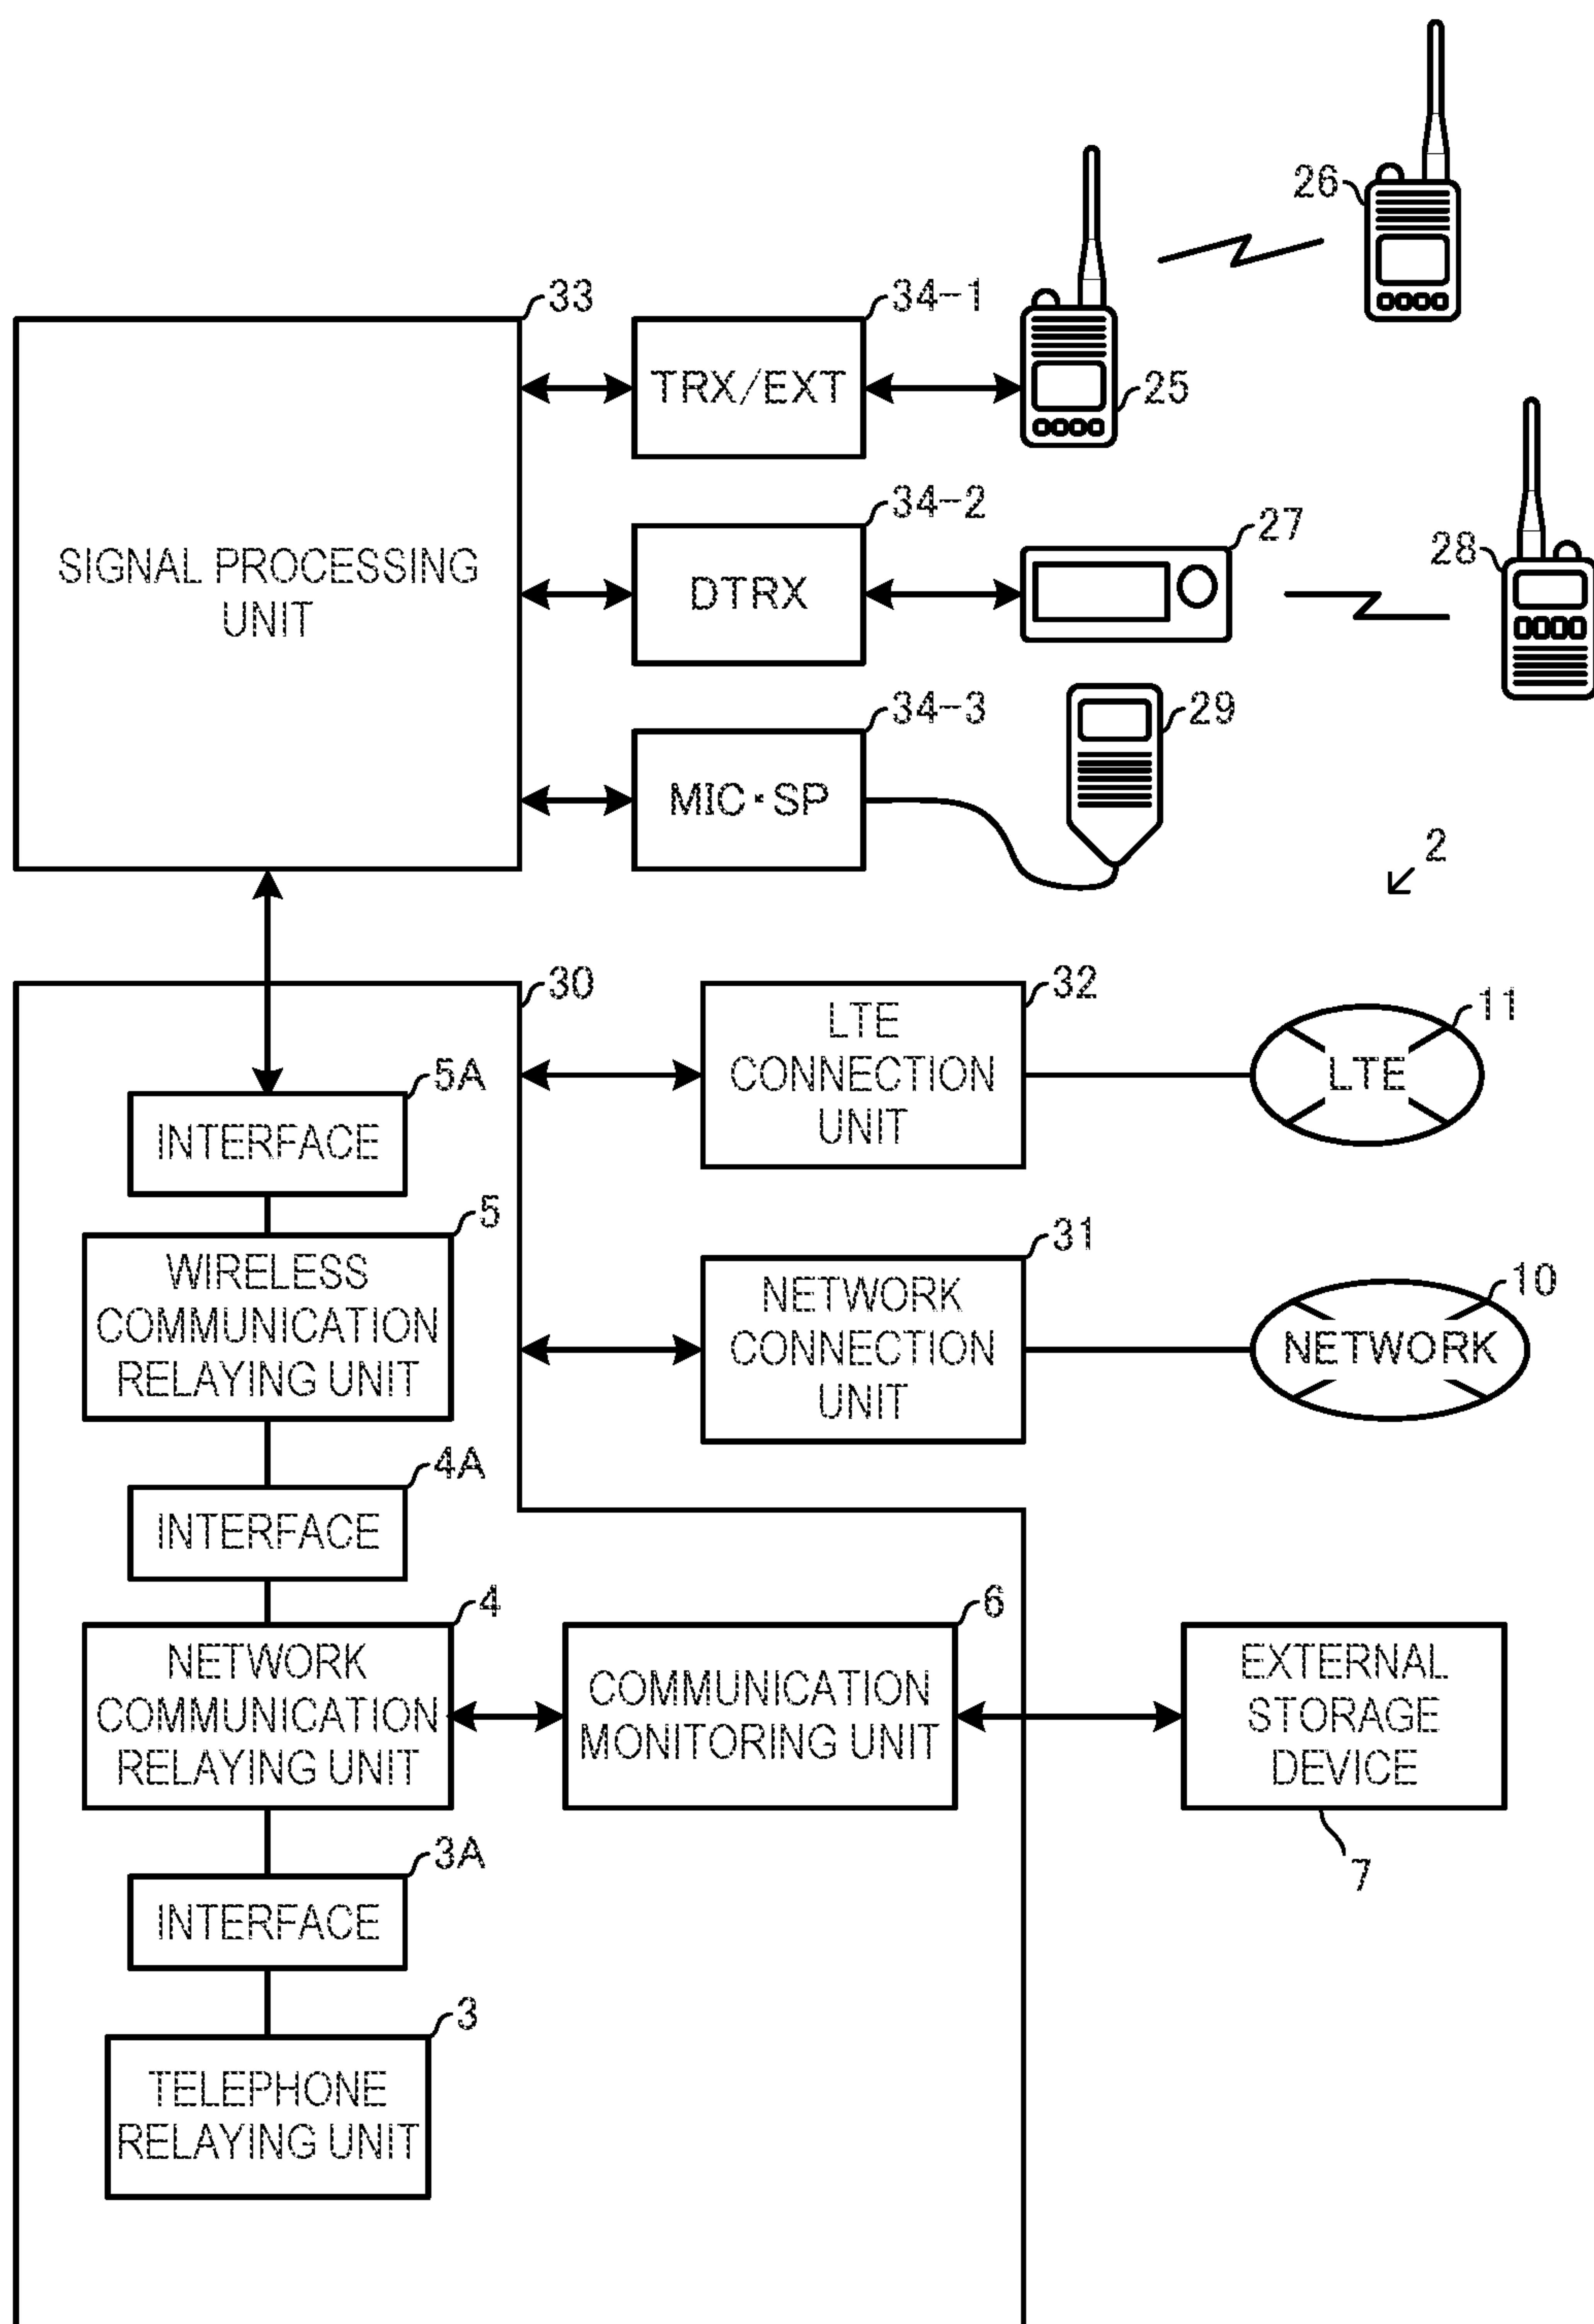 26
33
34-1
TRX/EXT
25
SIGNAL PROCESSING
UNIT
34-2
DTRX
27
28
34-3
MIC・SP
29
2
30
32
LTE
CONNECTION
UNIT
11
LTE
5A
INTERFACE
5
WIRELESS
COMMUNICATION
RELAYING UNIT
31
NETWORK
CONNECTION
UNIT
10
NETWORK
4A
INTERFACE
4
NETWORK
COMMUNICATION
RELAYING UNIT
6
COMMUNICATION
MONITORING UNIT
EXTERNAL
STORAGE
DEVICE
7
3A
INTERFACE
3
TELEPHONE
RELAYING UNIT